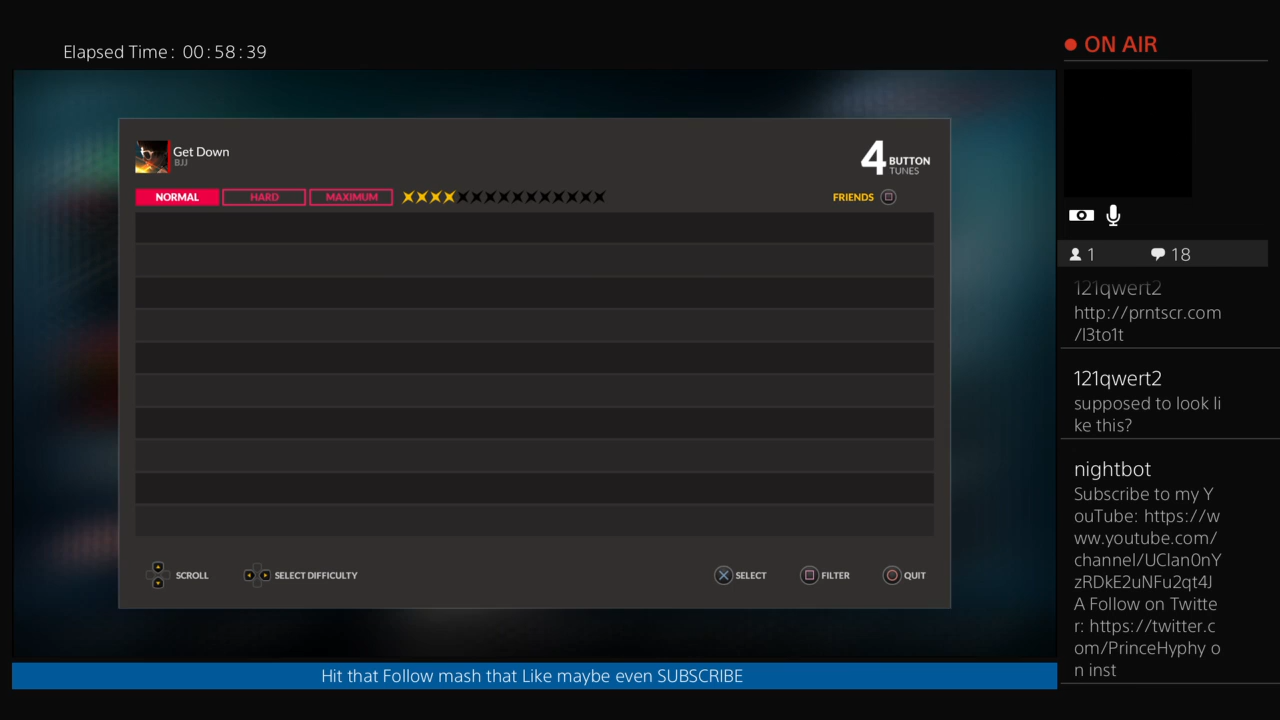 Elapsed Time: 00:58:39
ON AIR
Get Down
BJJ
4 BUTTON
TUNES
NORMAL HARD MAXIMUM
FRIENDS
SCROLL
SELECT DIFFICULTY
SELECT
FILTER
QUIT
Hit that Follow mash that Like maybe even SUBSCRIBE
1 18
121qwert2
http://prntscr.com
/l3to1t
121qwert2
supposed to look li
ke this?
nightbot
Subscribe to my Y
ouTube: https://w
ww.youtube.com/
channel/UClan0nY
zRDkE2uNFu2qt4J
A Follow on Twitte
r: https://twitter.c
om/PrinceHyphy o
n inst